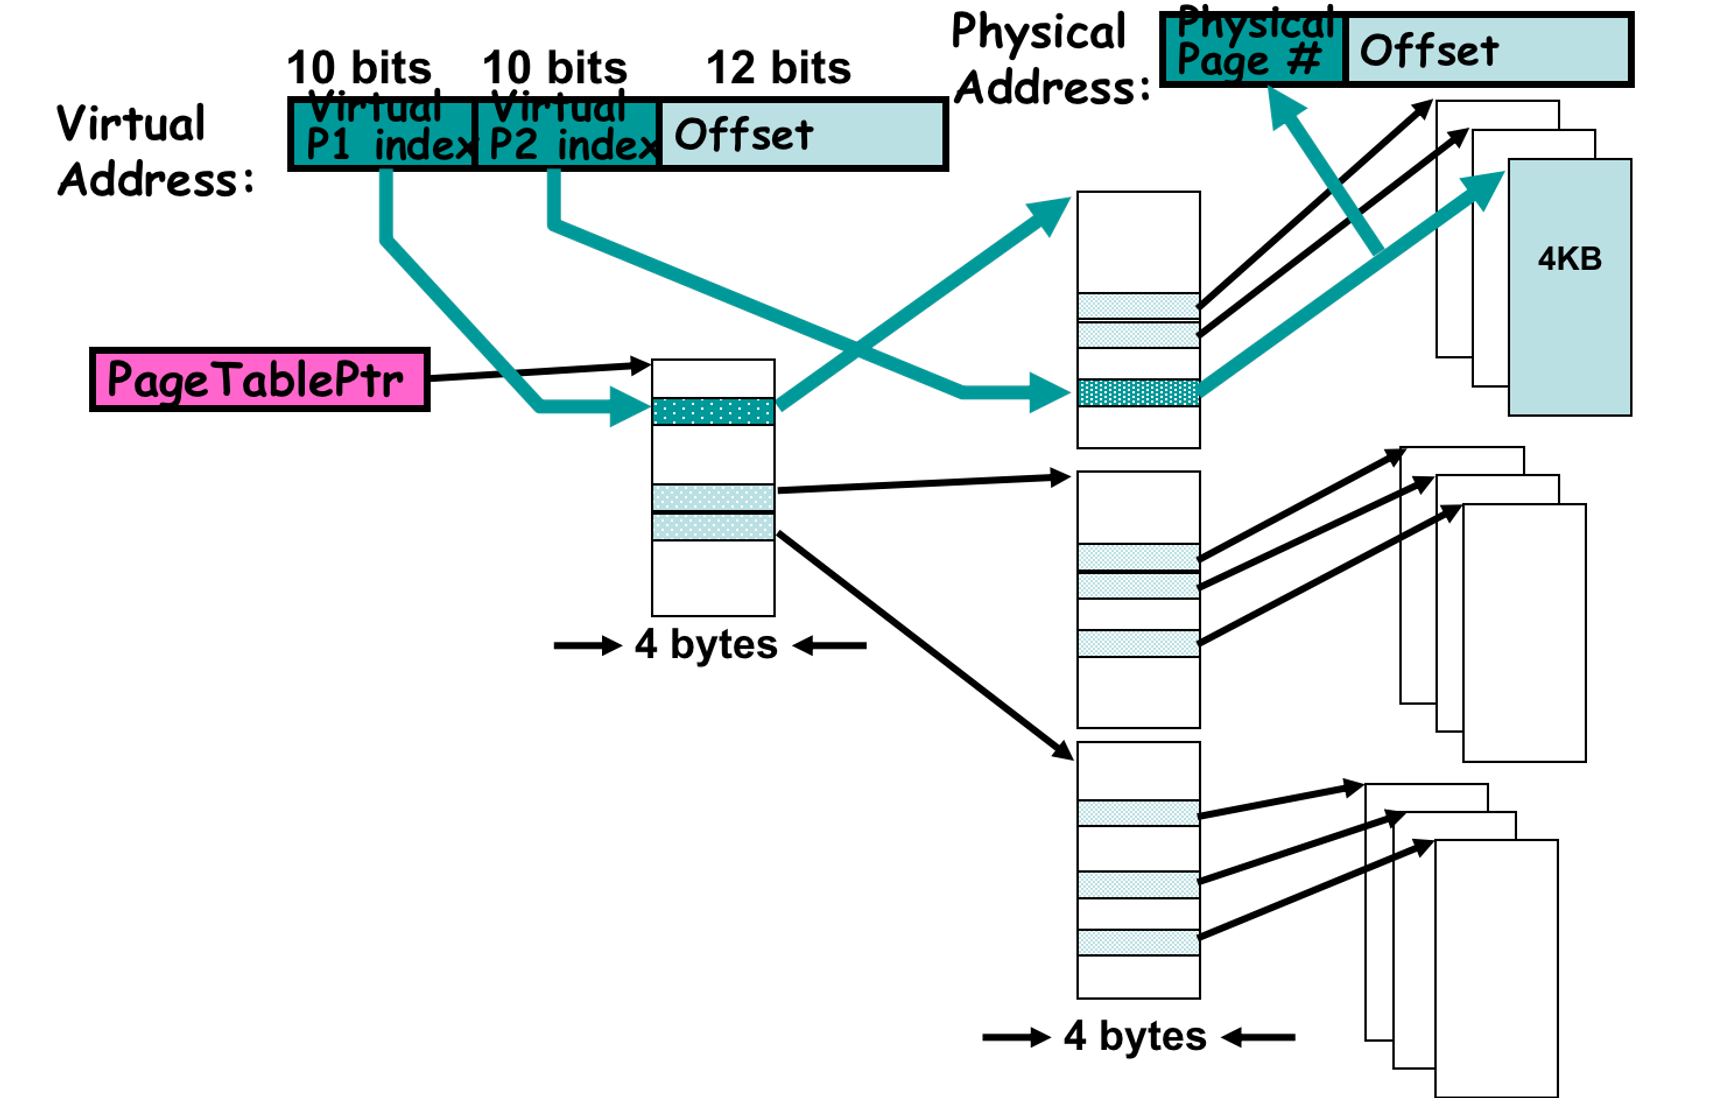 10 bits 10 bits 12 bits
Virtual
Address:
Virtual
P1 index
Virtual
P2 index
Offset
Physical
Address:
Physical
Page #
Offset
4KB
PageTablePtr
4 bytes
4 bytes